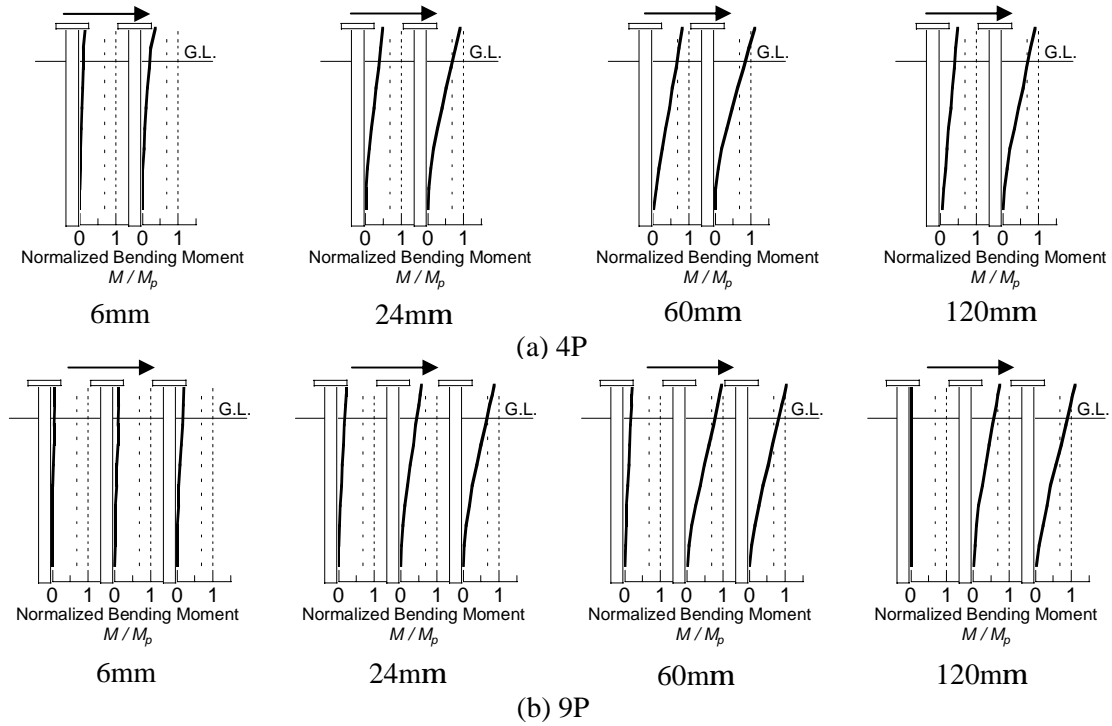 G.L. G.L. G.L. G.L.
0 1 0 1 0 1 0 1 0 1 0 1 0 1 0 1
Normalized Bending Moment Normalized Bending Moment Normalized Bending Moment Normalized Bending Moment
M / Mp M / Mp M / Mp M / Mp
6mm 24mm 60mm 120mm
(a) 4P
G.L. G.L. G.L. G.L.
0 1 0 1 0 1 0 1 0 1 0 1 0 1 0 1 0 1 0 1 0 1 0 1
Normalized Bending Moment Normalized Bending Moment Normalized Bending Moment Normalized Bending Moment
M / Mp M / Mp M / Mp M / Mp
6mm 24mm 60mm 120mm
(b) 9P